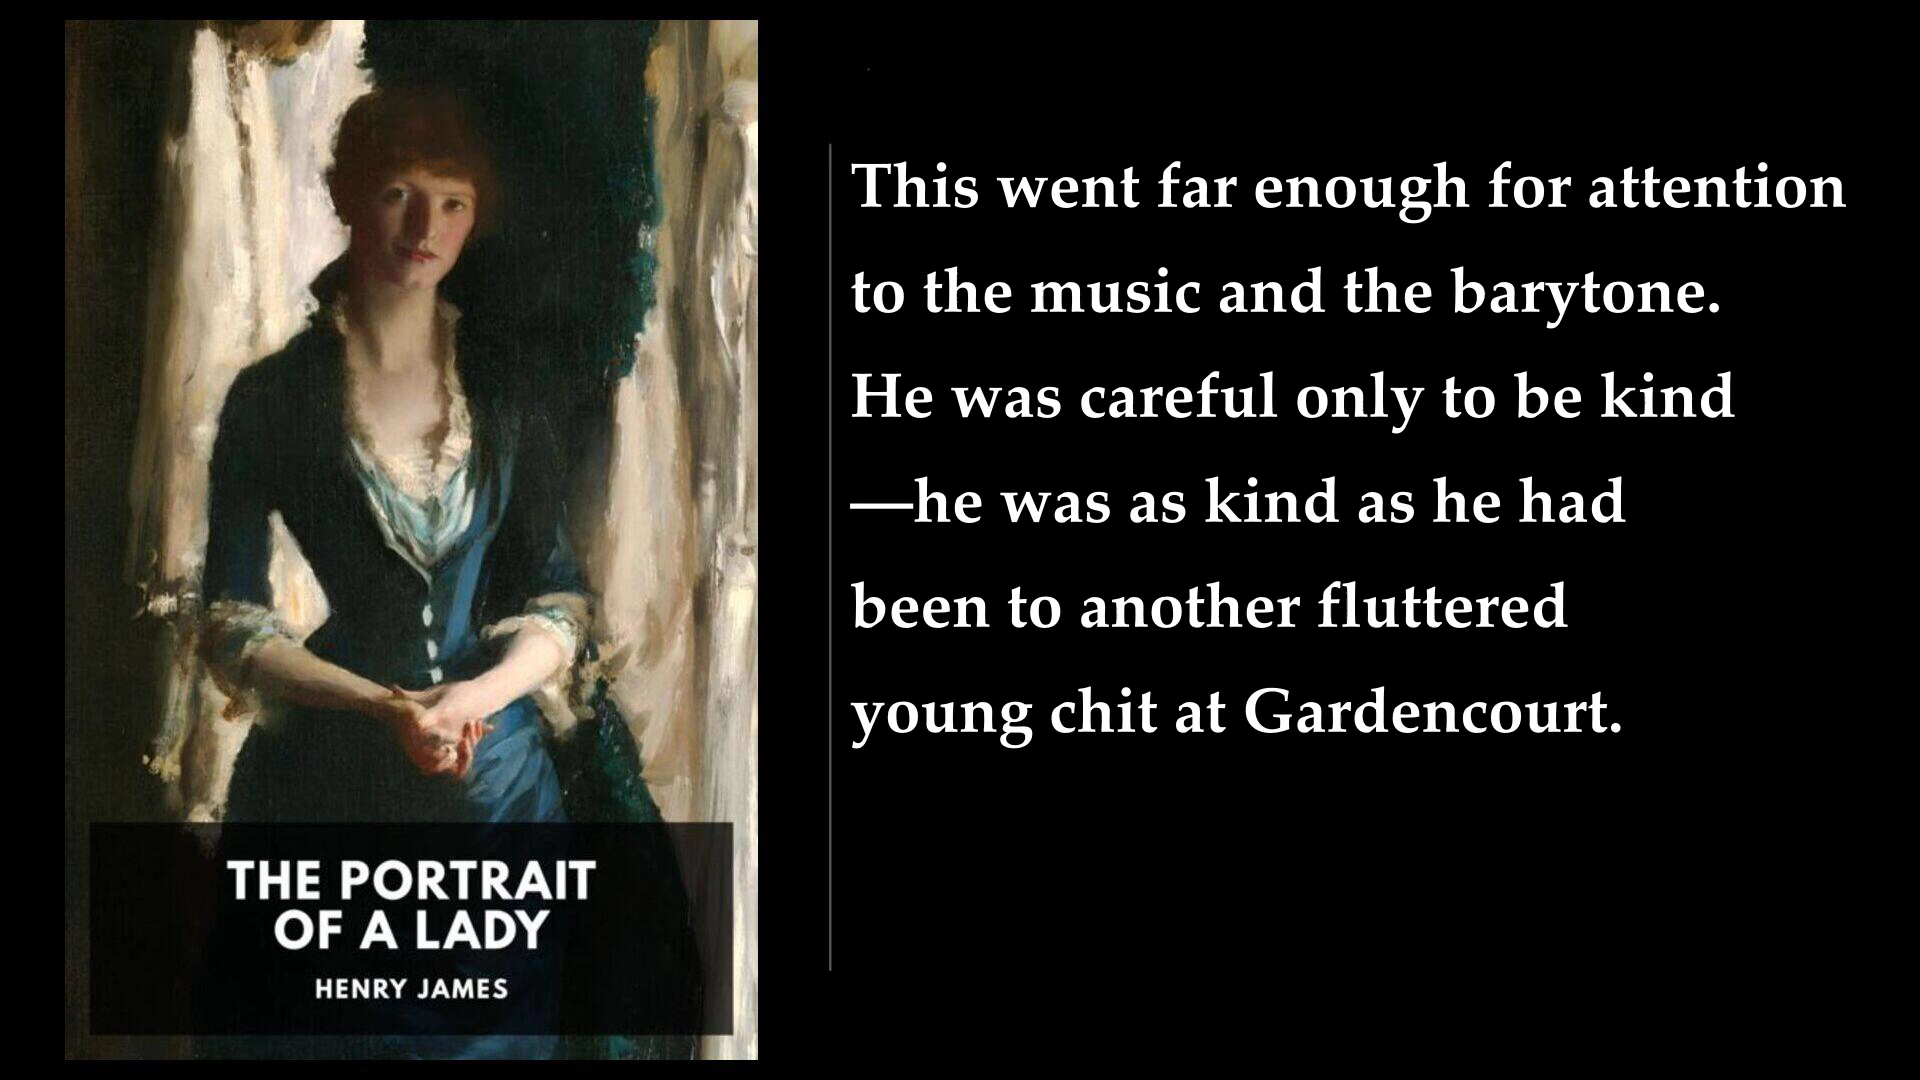 This went far enough for attention
to the music and the barytone.
He was careful only to be kind
—he was as kind as he had
been to another fluttered
young chit at Gardencourt.
THE PORTRAIT
OF A LADY
HENRY JAMES